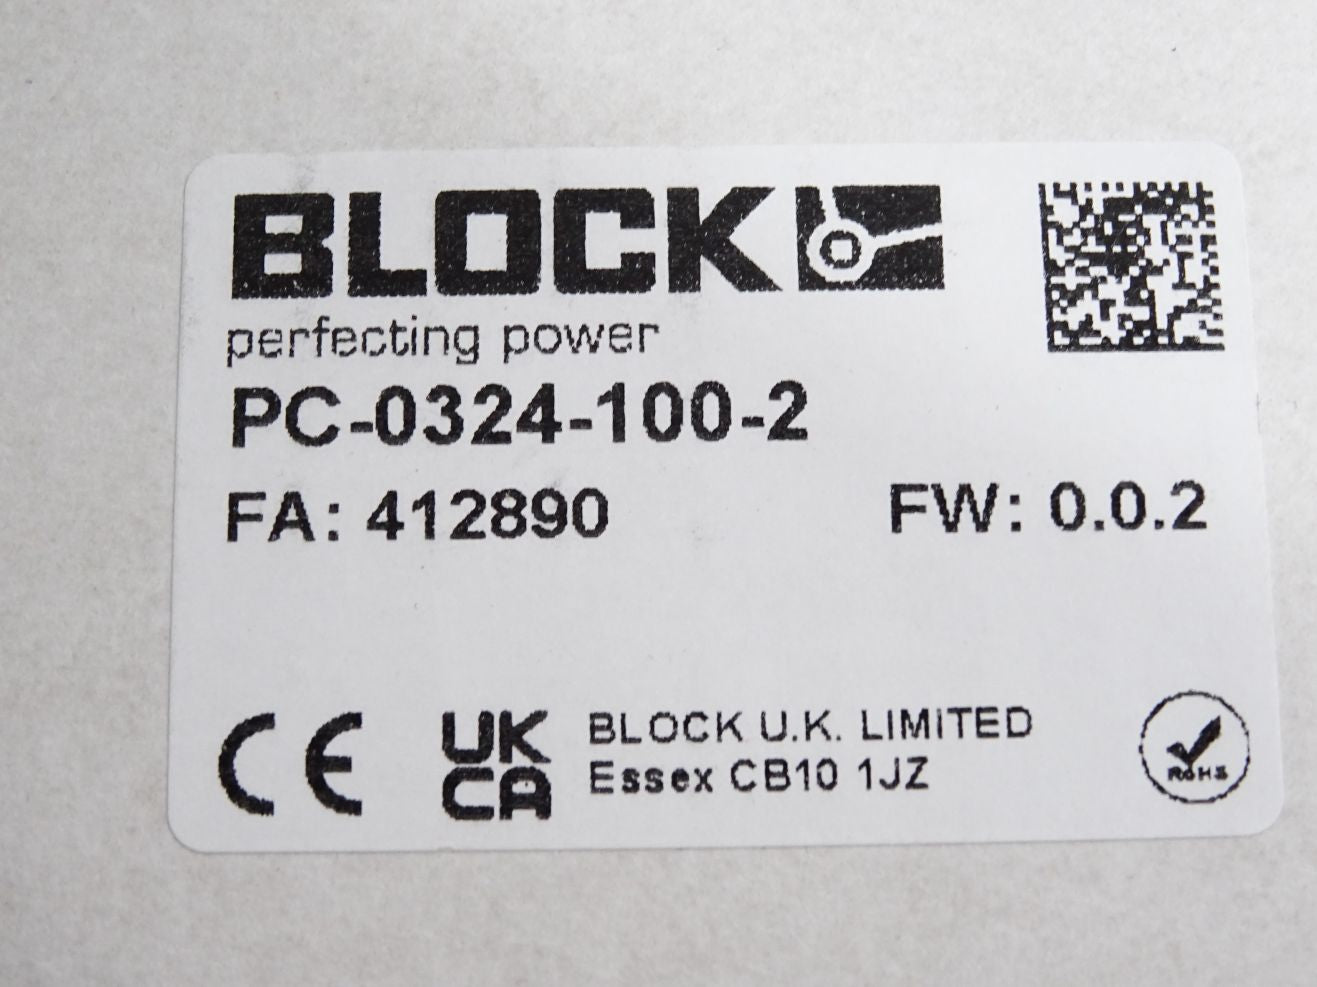 BLOCK
perfecting power
PC-0324-100-2
FA: 412890 FW: 0.0.2
CE UK CA BLOCK U.K. LIMITED
Essex CB10 1JZ
RoHS